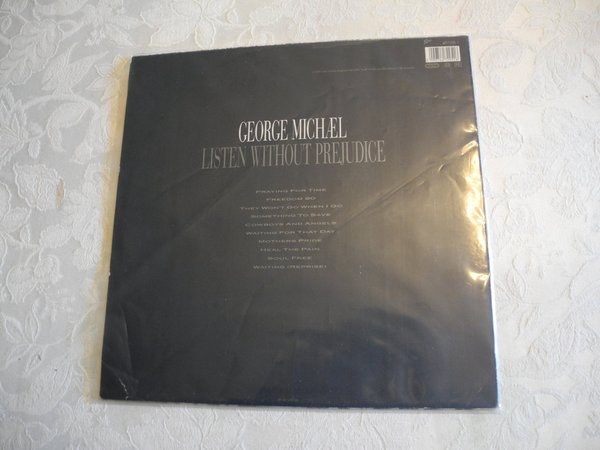 GEORGE MICHÆL
LISTEN WITHOUT PREJUDICE
PRAYING FOR TIME
FREEDOM 90
THEY WON'T GO WHEN I GO
SOMETHING TO SAVE
COWBOYS AND ANGELS
WAITING FOR THAT DAY
MOTHERS PRIDE
HEAL THE PAIN
SOUL FREE
WAITING (REPRISE)